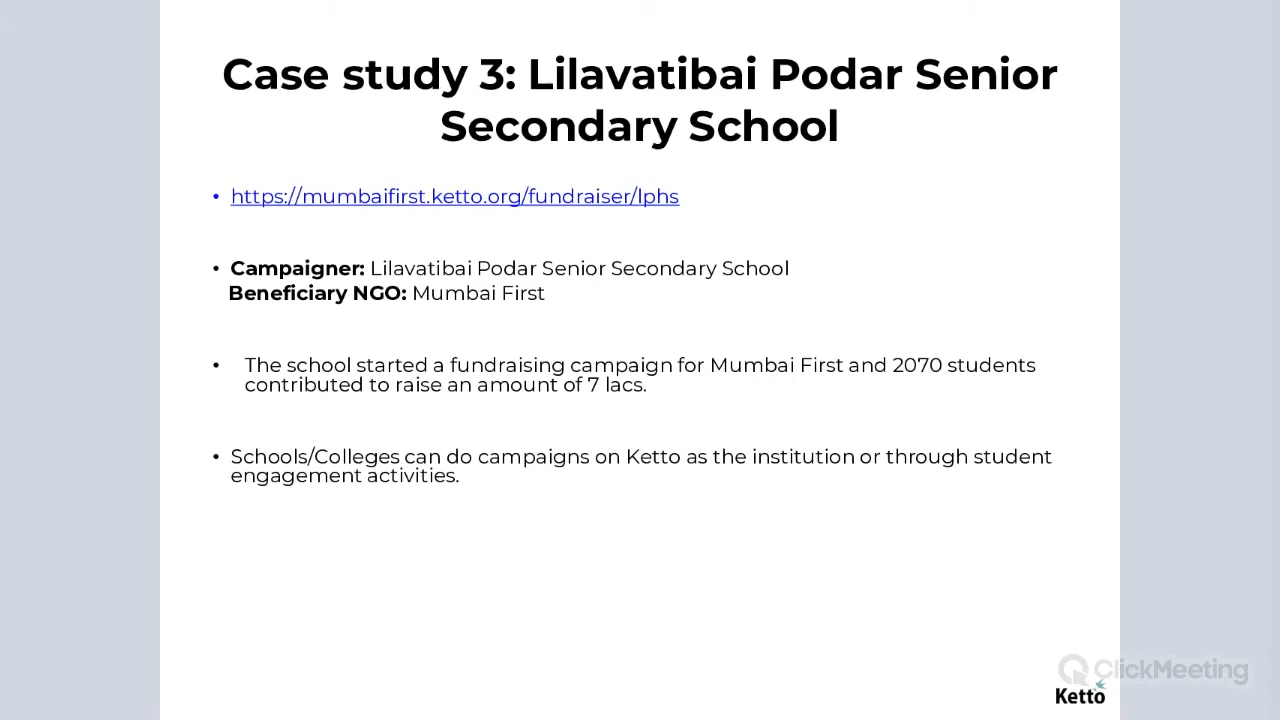 Case study 3: Lilavatibai Podar Senior
Secondary School
• https://mumbaifirst.ketto.org/fundraiser/lphs
• Campaigner: Lilavatibai Podar Senior Secondary School
Beneficiary NGO: Mumbai First
• The school started a fundraising campaign for Mumbai First and 2070 students
contributed to raise an amount of 7 lacs.
• Schools/Colleges can do campaigns on Ketto as the institution or through student
engagement activities.
ClickMeeting
Ketto